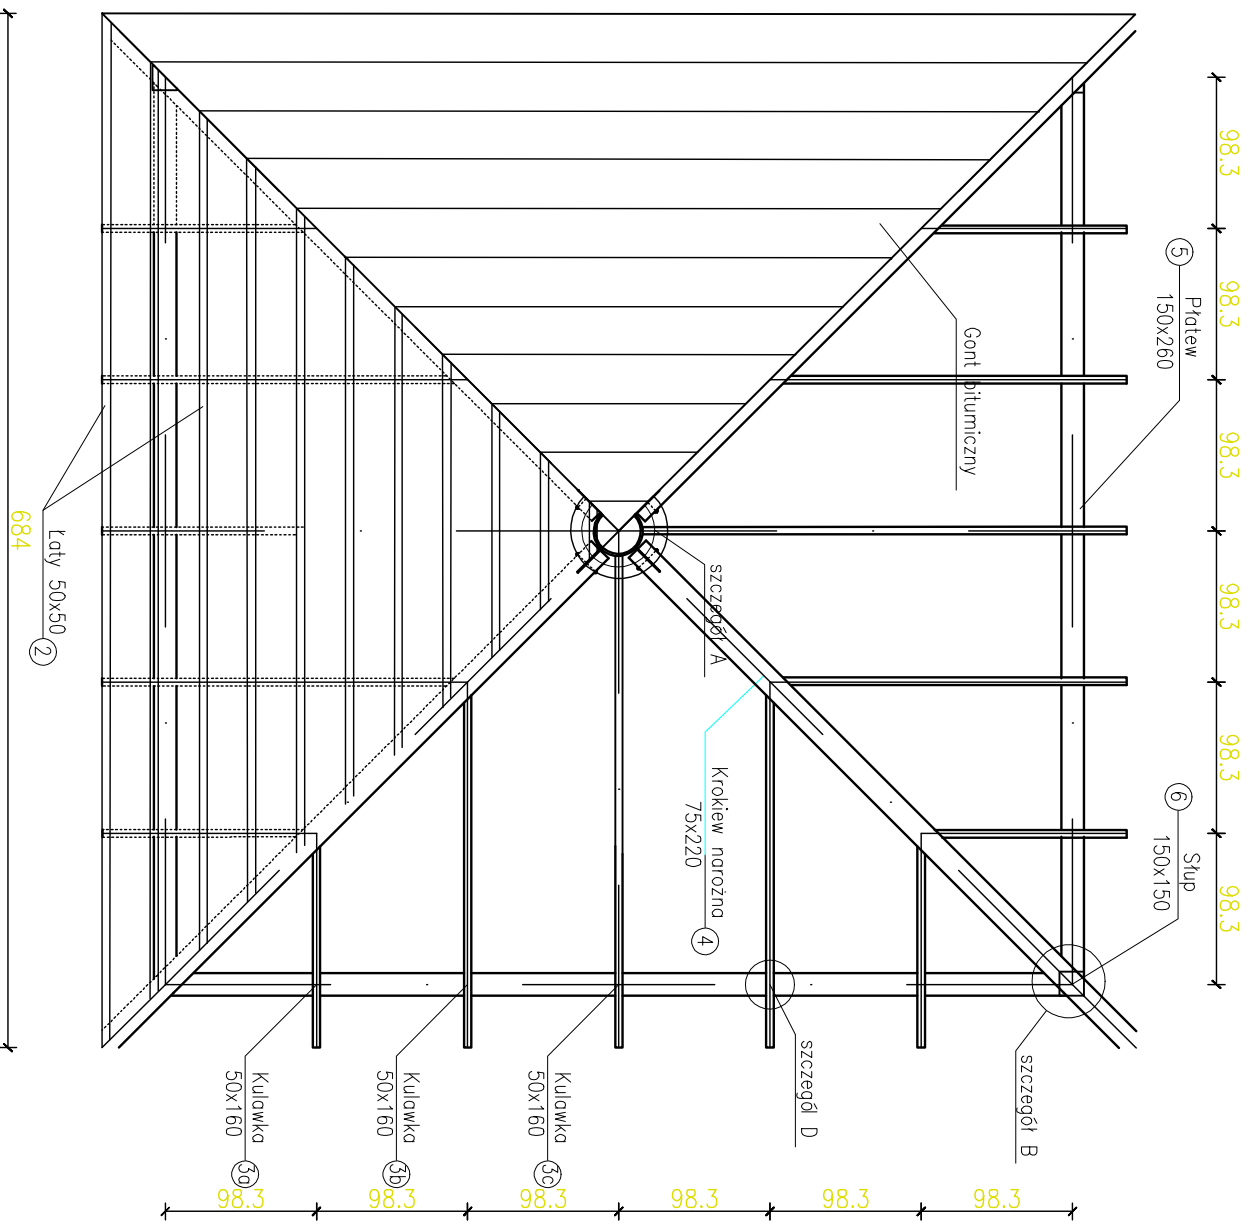 98.3
98.3
98.3
98.3
98.3
98.3
5
Płatew
150x260
Gont bitumiczny
684
Łaty 50x50
2
szczegół A
Krokiew narożna
75x220
4
6
Słup
150x150
szczegół B
szczegół D
Kulawka
50x160
3a
Kulawka
50x160
3b
Kulawka
50x160
3c
98.3
98.3
98.3
98.3
98.3
98.3